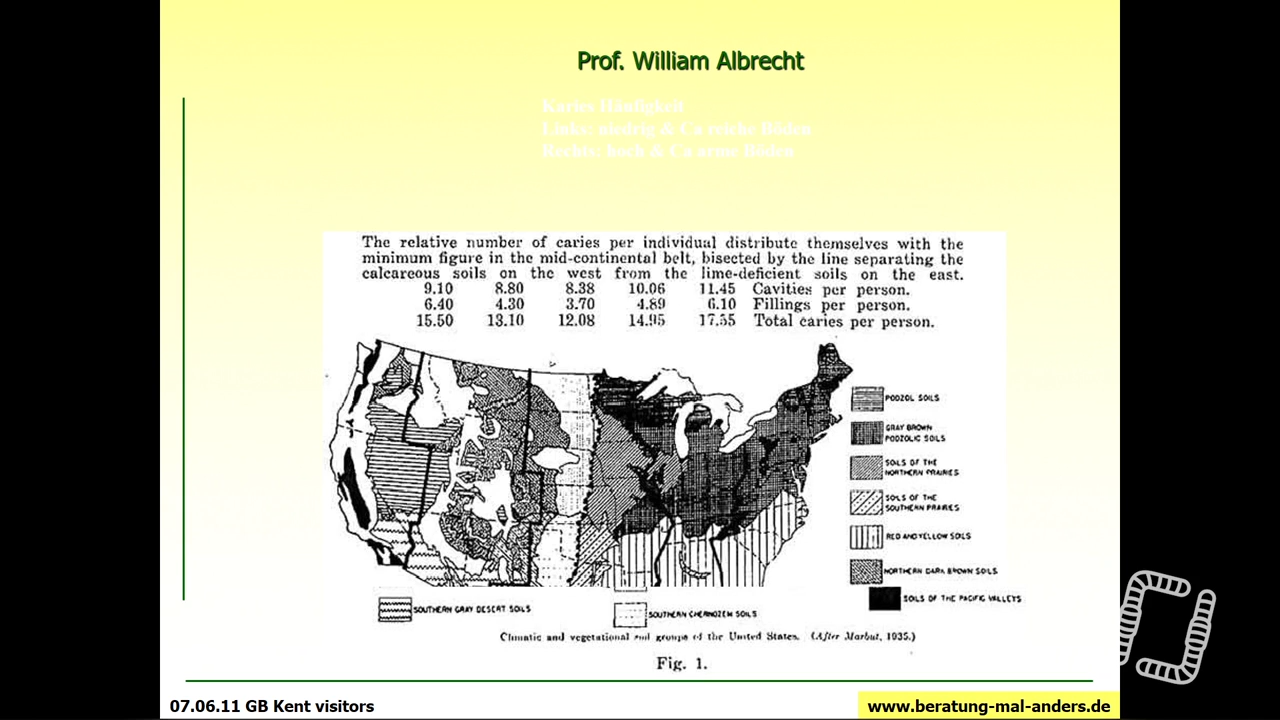 Prof. William Albrecht
Karies Häufigkeit
Links: niedrig & Ca reiche Böden
Rechts: hoch & Ca arme Böden
The relative number of caries per individual distribute themselves with the
minimum figure in the mid-continental belt, bisected by the line separating the
calcareous soils on the west from the lime-deficient soils on the east.
9.10 8.80 8.38 10.06 11.45 Cavities per person.
6.40 4.30 3.70 4.89 6.10 Fillings per person.
15.50 13.10 12.08 14.95 17.55 Total caries per person.
PODZOL SOILS
GRAY BROWN
PODZOLIC SOILS
SOILS OF THE
NORTHERN PRAIRIES
SOILS OF THE
SOUTHERN PRAIRIES
RED AND YELLOW SOILS
NORTHERN DARK BROWN SOILS
SOILS OF THE PACIFIC VALLEYS
SOUTHERN GRAY DESERT SOILS
SOUTHERN CHERNOZEM SOILS
Climatic and vegetational soil groups of the United States. (After Marbut, 1935.)
Fig. 1.
07.06.11 GB Kent visitors
www.beratung-mal-anders.de